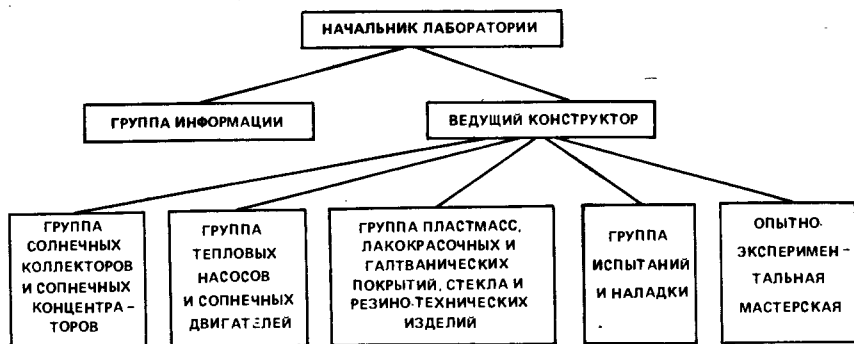 НАЧАЛЬНИК ЛАБОРАТОРИИ
ГРУППА ИНФОРМАЦИИ
ВЕДУЩИЙ КОНСТРУКТОР
ГРУППА
СОЛНЕЧНЫХ
КОЛЛЕКТОРОВ
И СОПНЕЧНЫХ
КОНЦЕНТРА-
ТОРОВ
ГРУППА
ТЕПЛОВЫХ
НАСОСОВ
И СОПНЕЧНЫХ
ДВИГАТЕЛЕЙ
ГРУППА ПЛАСТМАСС,
ЛАКОКРАСОЧНЫХ И
ГАЛТВАНИЧЕСКИХ
ПОКРЫТИЙ, СТЕКЛА И
РЕЗИНО-ТЕХНИЧЕСКИХ
ИЗДЕЛИЙ
ГРУППА
ИСПЫТАНИЙ
И НАЛАДКИ
ОПЫТНО-
ЭКСПЕРИМЕН-
ТАЛЬНАЯ
МАСТЕРСКАЯ